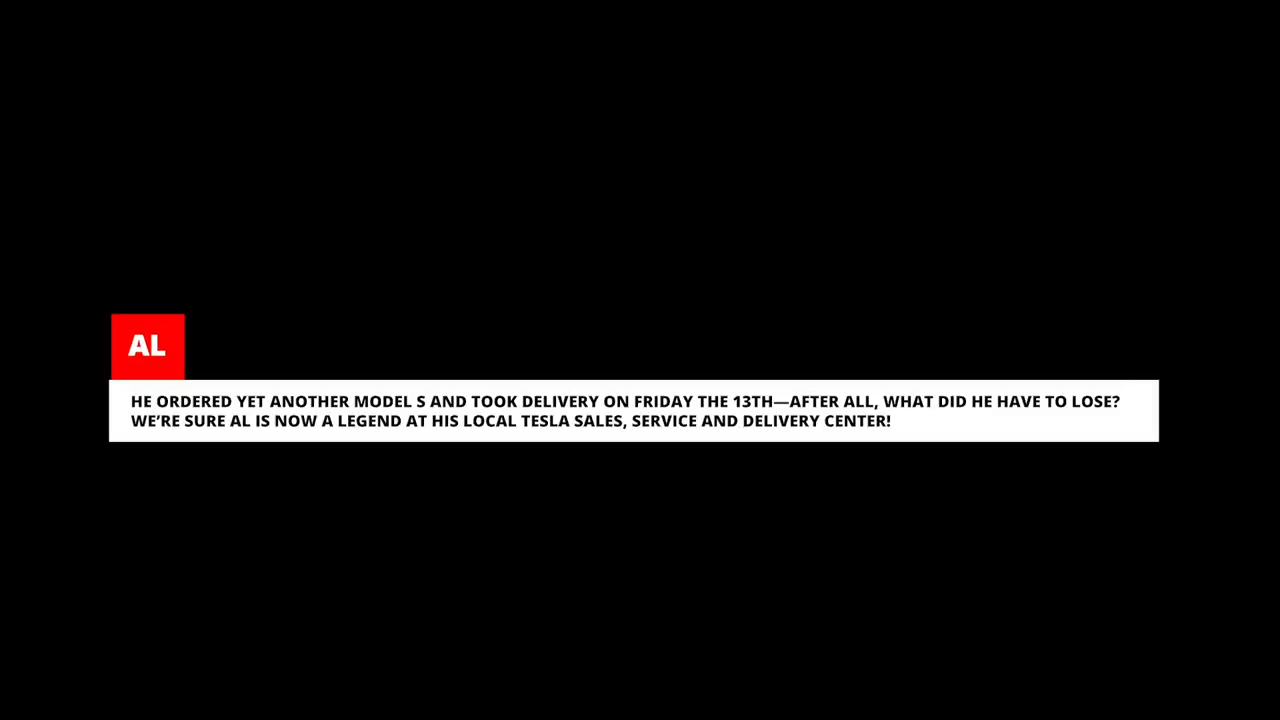 AL
HE ORDERED YET ANOTHER MODEL S AND TOOK DELIVERY ON FRIDAY THE 13TH—AFTER ALL, WHAT DID HE HAVE TO LOSE?
WE’RE SURE AL IS NOW A LEGEND AT HIS LOCAL TESLA SALES, SERVICE AND DELIVERY CENTER!